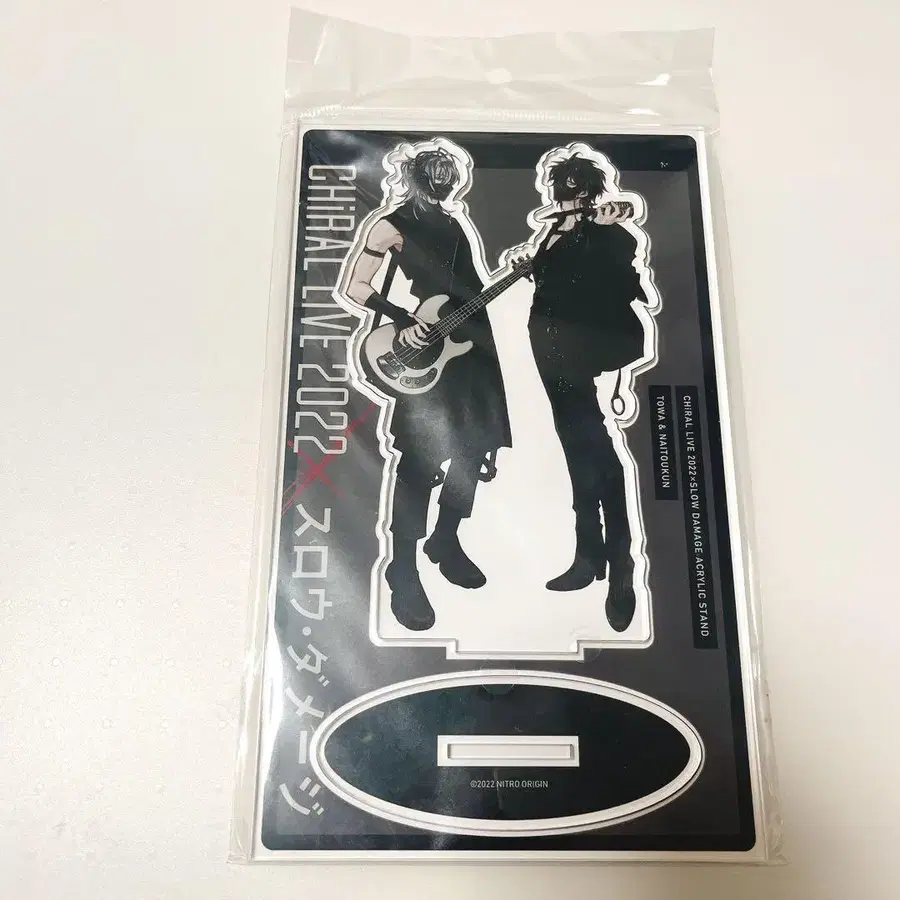 CHiRAL LIVE 2022×スロウ・ダメージ
CHiRAL LIVE 2022×SLOW DAMAGE ACRYLIC STAND
TOWA & NAITOUKUN
©2022 NITRO ORIGIN